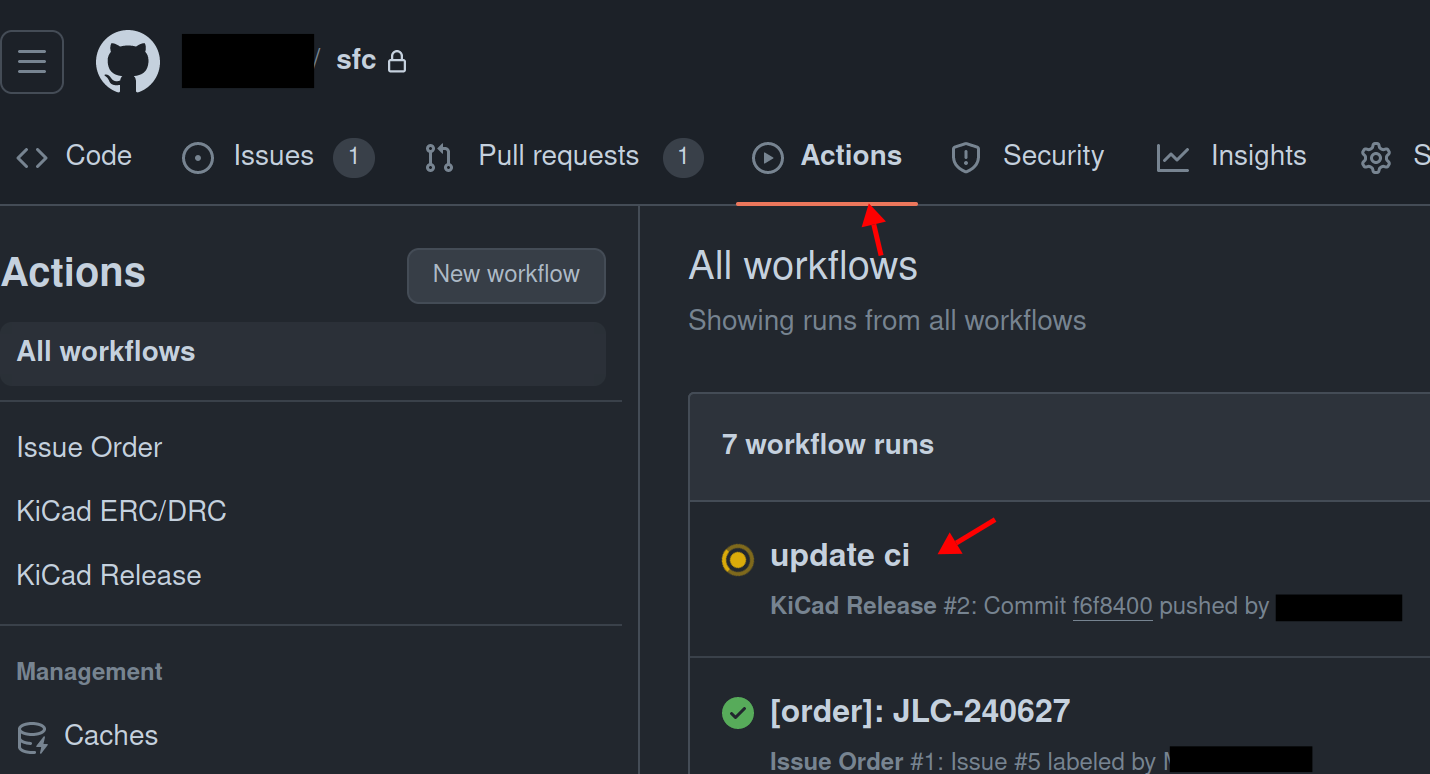 / sfc
Code Issues 1 Pull requests 1 Actions Security Insights
Actions
New workflow
All workflows
Issue Order
KiCad ERC/DRC
KiCad Release
Management
Caches
All workflows
Showing runs from all workflows
7 workflow runs
update ci
KiCad Release #2: Commit f6f8400 pushed by
[order]: JLC-240627
Issue Order #1: Issue #5 labeled by